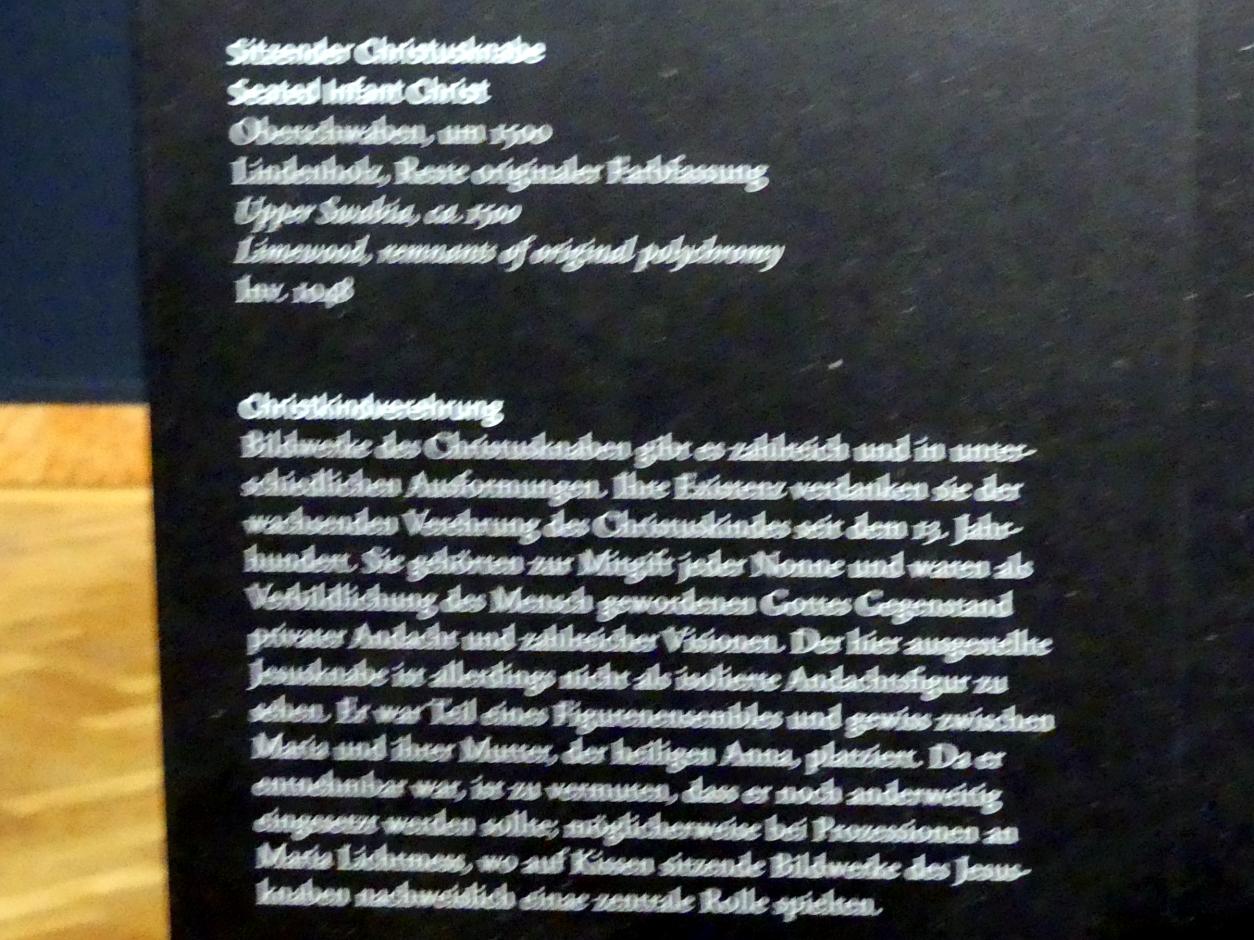 Sitzender Christusknabe
Seated Infant Christ
Oberschwaben, um 1500
Lindenholz, Reste originaler Farbfassung
Upper Swabia, ca. 1500
Limewood, remnants of original polychromy
Inv. 1048
Christkindverehrung
Bildwerke des Christusknaben gibt es zahlreich und in unter-
schiedlichen Ausformungen. Ihre Existenz verdanken sie der
wachsenden Verehrung des Christuskindes seit dem 13. Jahr-
hundert. Sie gehörten zur Mitgift jeder Nonne und waren als
Verbildlichung des Mensch gewordenen Gottes Gegenstand
privater Andacht und zahlreicher Visionen. Der hier ausgestellte
Jesusknabe ist allerdings nicht als isolierte Andachtsfigur zu
sehen. Er war Teil eines Figurenensembles und gewiss zwischen
Maria und ihrer Mutter, der heiligen Anna, platziert. Da er
entnehmbar war, ist zu vermuten, dass er noch anderweitig
eingesetzt werden sollte; möglicherweise bei Prozessionen an
Maria Lichtmess, wo auf Kissen sitzende Bildwerke des Jesus-
knaben nachweislich eine zentrale Rolle spielten.